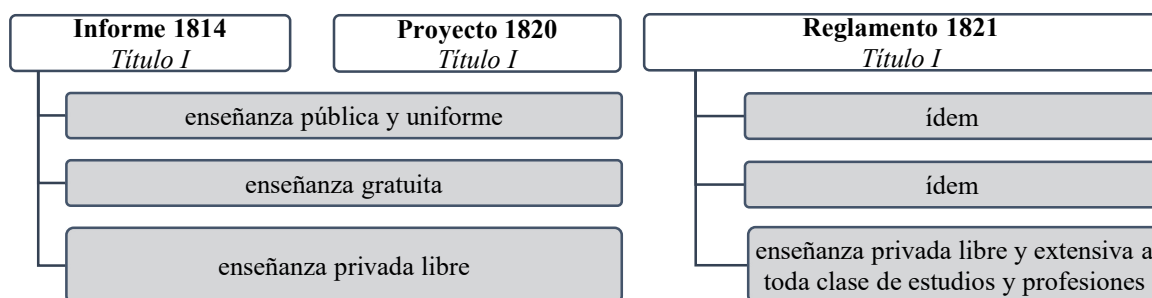 Informe 1814
Título I
Proyecto 1820
Título I
Reglamento 1821
Título I
enseñanza pública y uniforme
ídem
enseñanza gratuita
ídem
enseñanza privada libre
enseñanza privada libre y extensiva a
toda clase de estudios y profesiones